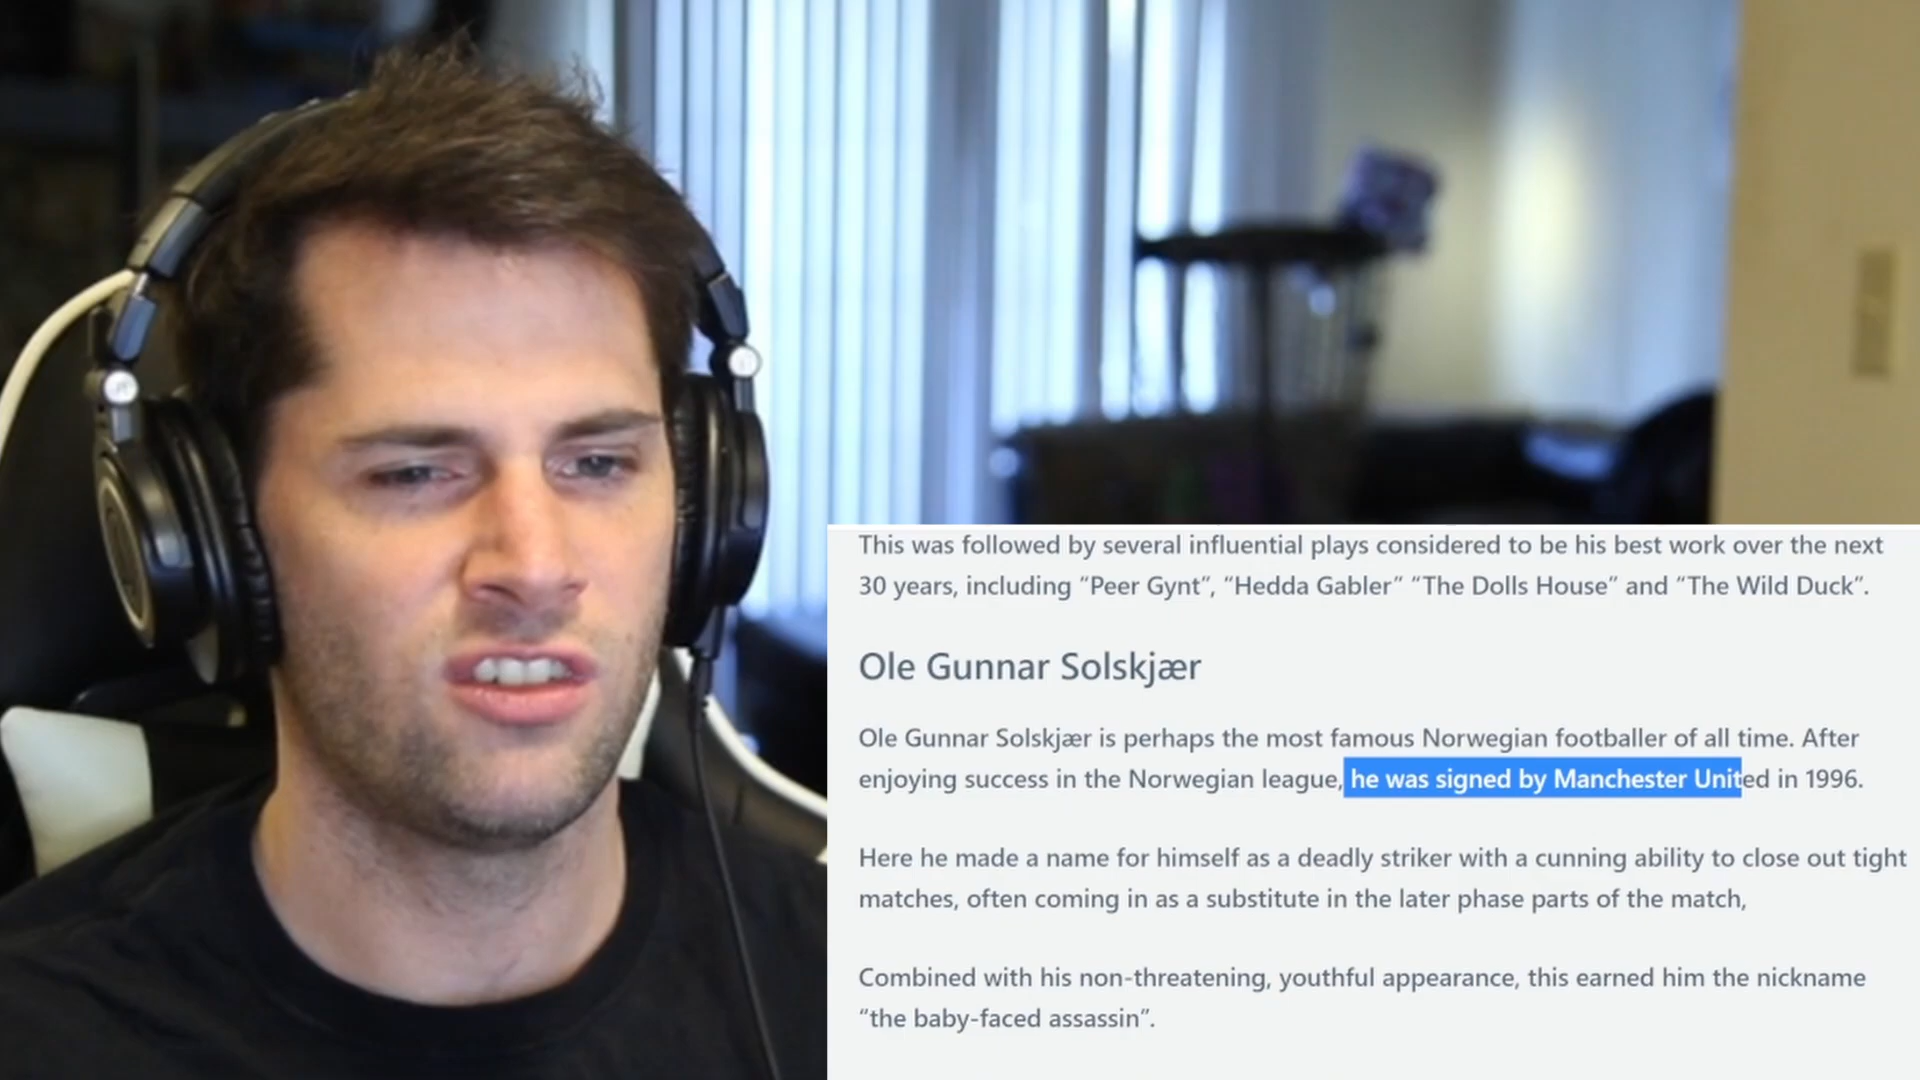 This was followed by several influential plays considered to be his best work over the next
30 years, including “Peer Gynt”, “Hedda Gabler” “The Dolls House” and “The Wild Duck”.
Ole Gunnar Solskjær
Ole Gunnar Solskjær is perhaps the most famous Norwegian footballer of all time. After
enjoying success in the Norwegian league, he was signed by Manchester United in 1996.
Here he made a name for himself as a deadly striker with a cunning ability to close out tight
matches, often coming in as a substitute in the later phase parts of the match,
Combined with his non-threatening, youthful appearance, this earned him the nickname
“the baby-faced assassin”.